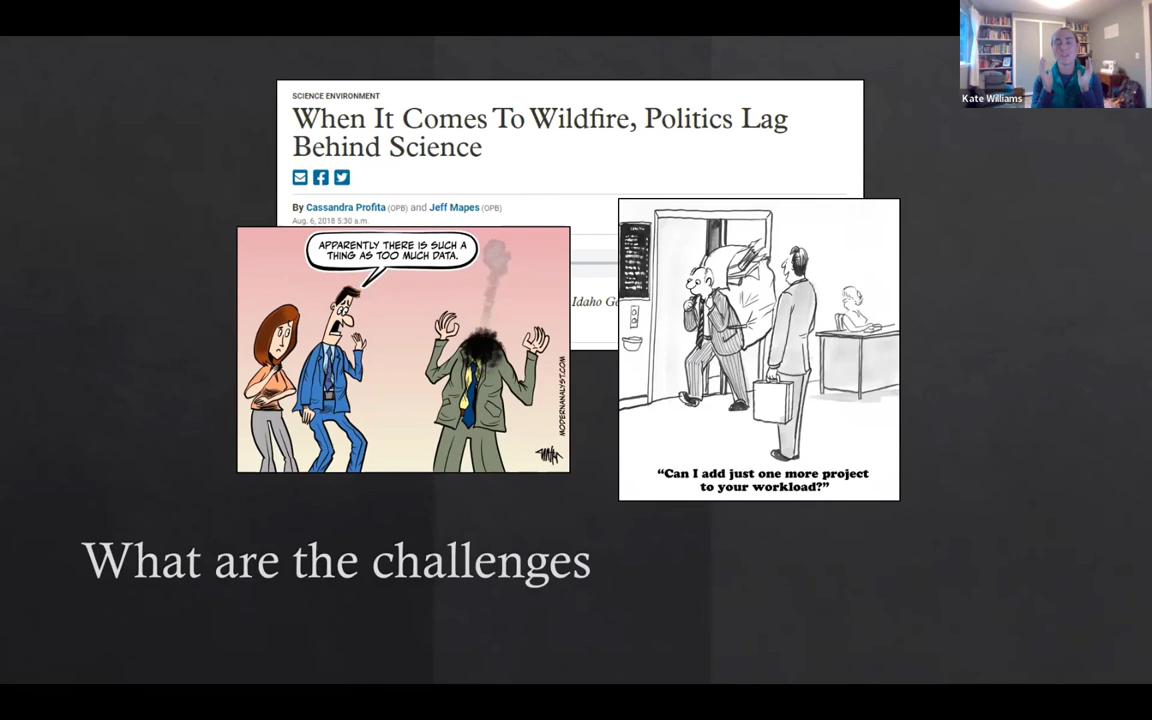 Kate Williams
SCIENCE ENVIRONMENT
When It Comes To Wildfire, Politics Lag
Behind Science
By Cassandra Profita (OPB) and Jeff Mapes (OPB)
Aug. 6, 2018 5:30 a.m.
APPARENTLY THERE IS SUCH A
THING AS TOO MUCH DATA.
MODERNANALYST.COM
Idaho
“Can I add just one more project
to your workload?”
What are the challenges